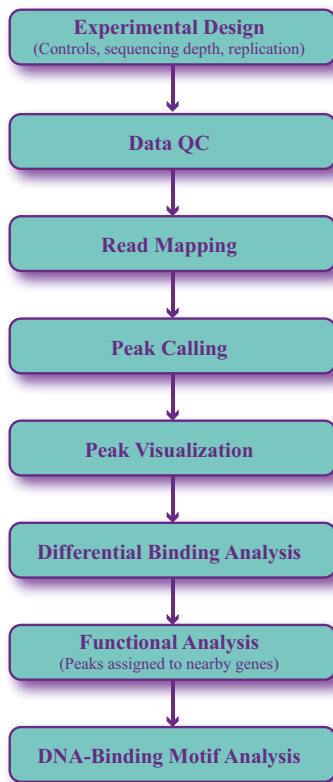 Experimental Design
(Controls, sequencing depth, replication)
Data QC
Read Mapping
Peak Calling
Peak Visualization
Differential Binding Analysis
Functional Analysis
(Peaks assigned to nearby genes)
DNA-Binding Motif Analysis